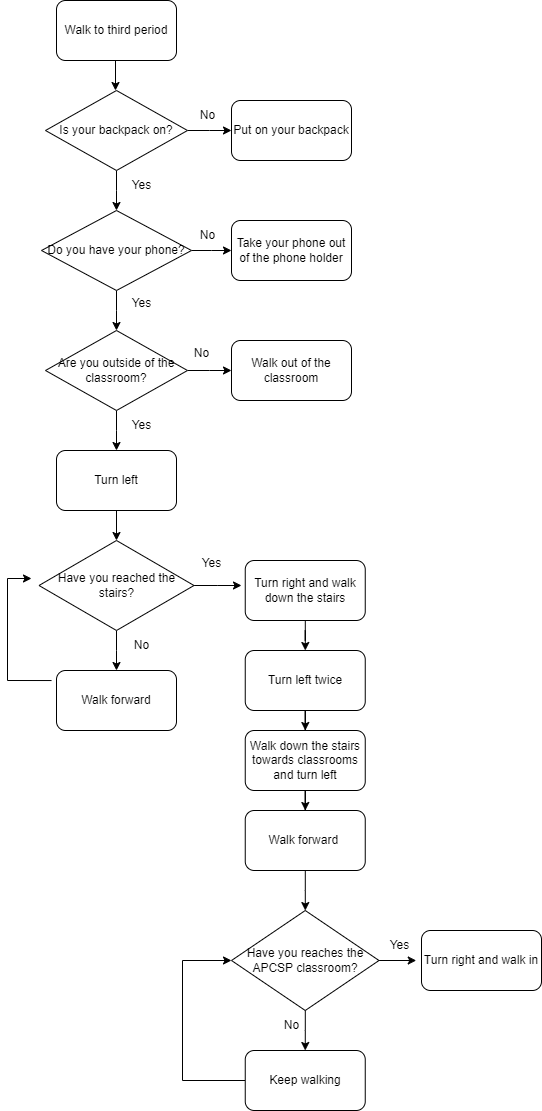 Walk to third period
Is your backpack on?
No
Put on your backpack
Yes
Do you have your phone?
No
Take your phone out
of the phone holder
Yes
Are you outside of the
classroom?
No
Walk out of the
classroom
Yes
Turn left
Have you reached the
stairs?
Yes
Turn right and walk
down the stairs
No
Walk forward
Turn left twice
Walk down the stairs
towards classrooms
and turn left
Walk forward
Have you reaches the
APCSP classroom?
Yes
Turn right and walk in
No
Keep walking